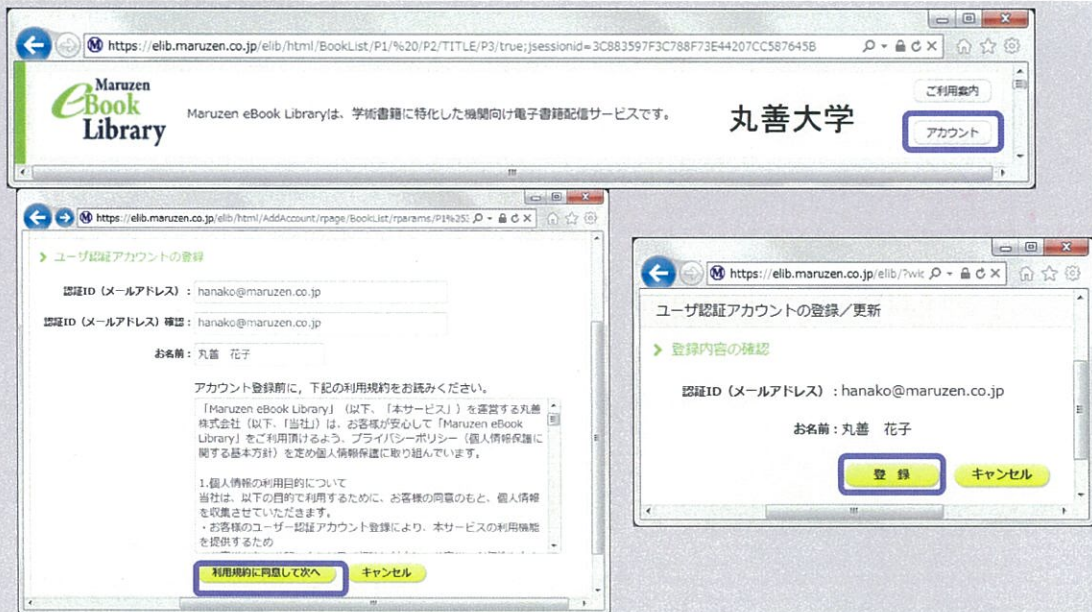 https://elib.maruzen.co.jp/elib/html/BookList/P1/%20/P2/TITLE/P3/true;jsessionid=3C883597F3C788F73E44207CC587645B
Maruzen
eBook
Library
Maruzen eBook Libraryは、学術書籍に特化した機関向け電子書籍配信サービスです。
丸善大学
ご利用案内
アカウント
https://elib.maruzen.co.jp/elib/html/AddAccount/rpage/BookList/rparams/P1%25
ユーザ認証アカウントの登録
認証ID（メールアドレス）：hanako@maruzen.co.jp
認証ID（メールアドレス）確認：hanako@maruzen.co.jp
お名前：丸善　花子
アカウント登録前に，下記の利用規約をお読みください。
「Maruzen eBook Library」（以下、「本サービス」）を運営する丸善
株式会社（以下、「当社」）は、お客様が安心して「Maruzen eBook
Library」をご利用頂けるよう、プライバシーポリシー（個人情報保護に
関する基本方針）を定め個人情報保護に取り組んでいます。
1.個人情報の利用目的について
当社は、以下の目的で利用するために、お客様の同意のもと、個人情報
を収集させていただきます。
・お客様のユーザー認証アカウント登録により、本サービスの利用機能
を提供するため
利用規約に同意して次へ
キャンセル
https://elib.maruzen.co.jp/elib/?wic
ユーザ認証アカウントの登録／更新
登録内容の確認
認証ID（メールアドレス）：hanako@maruzen.co.jp
お名前：丸善　花子
登 録
キャンセル